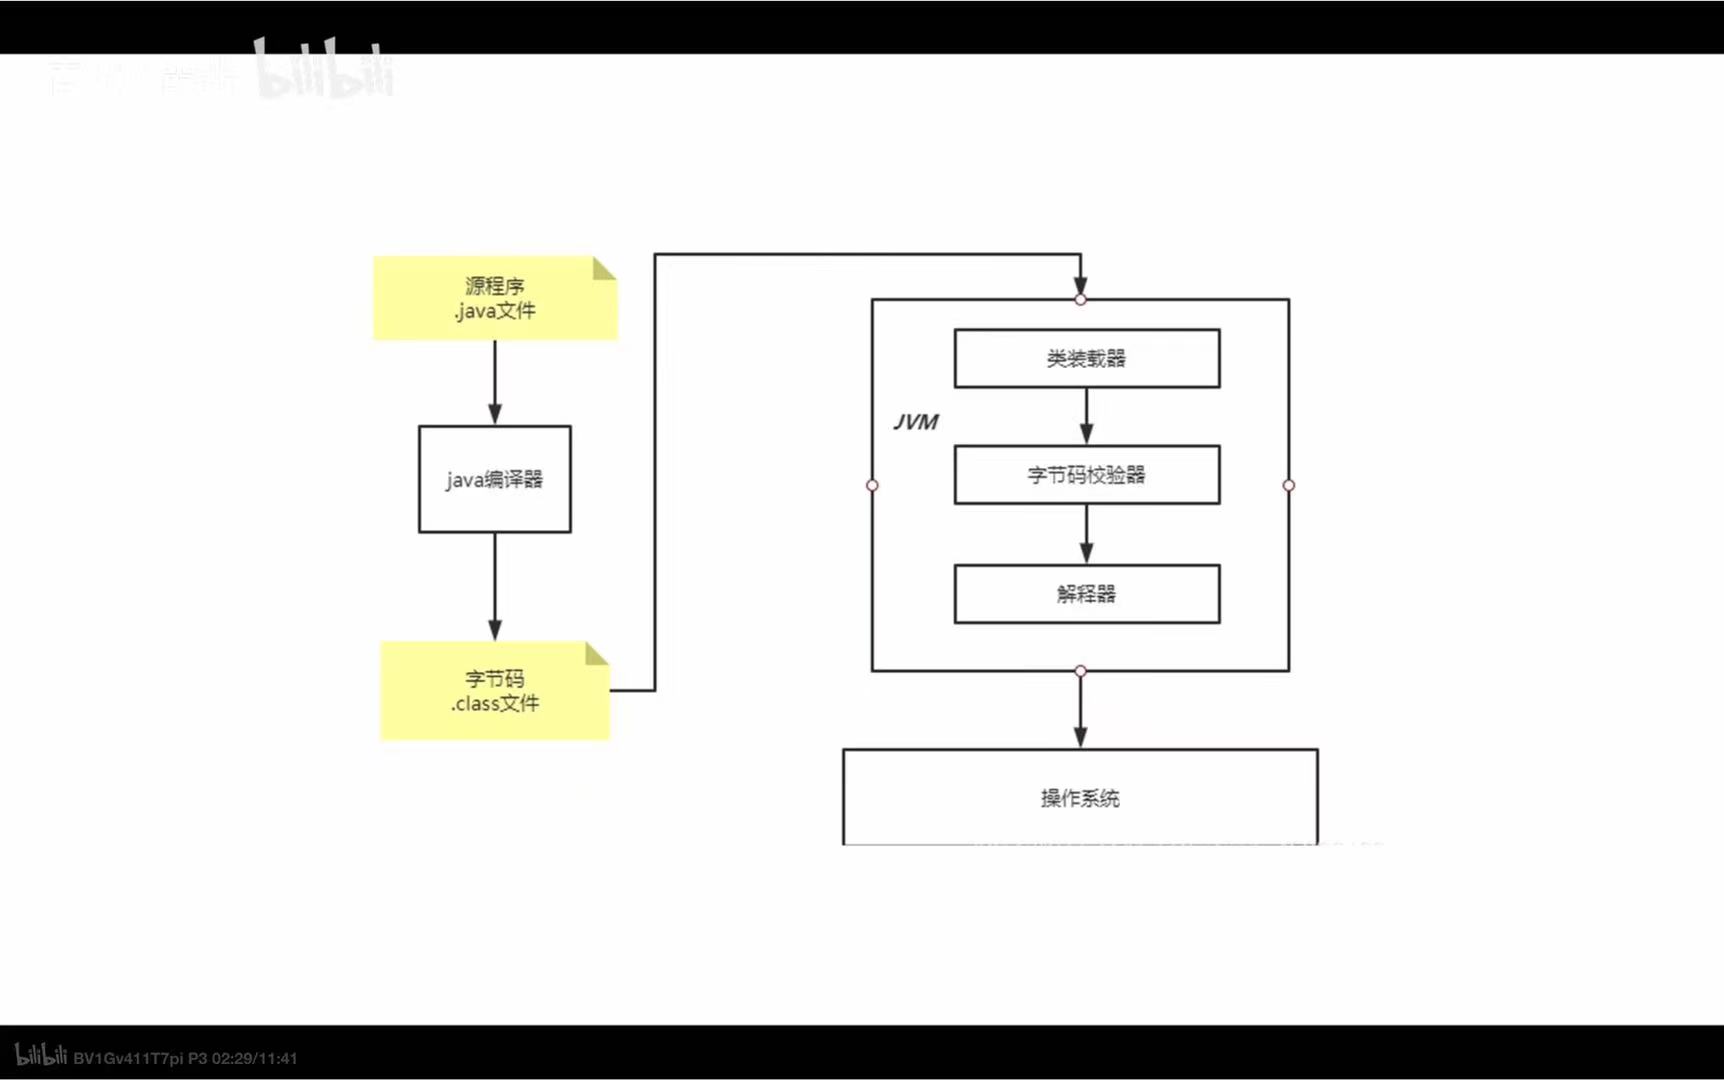 bilibili
源程序
.java文件
java编译器
字节码
.class文件
JVM
类装载器
字节码校验器
解释器
操作系统
bilibili BV1Gv411T7pi P3 02:29/11:41